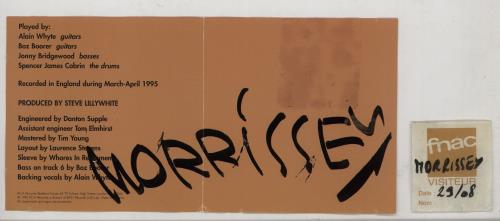 Played by:
Alain Whyte guitars
Boz Boorer guitars
Jonny Bridgewood basses
Spencer James Cobrin the drums
Recorded in England during March-April 1995
PRODUCED BY STEVE LILLYWHITE
Engineered by Danton Supple
Assistant engineer Tom Elmhirst
Mastered by Tim Young
Layout by Laurence Stevens
Sleeve by Whores In Retirement
Bass on track 6 by Boz Boorer
Backing vocals by Alain Whyte
MORRISSEY
fnac
MORRISSEY
VISITEUR
Date : 29/08
Nom :